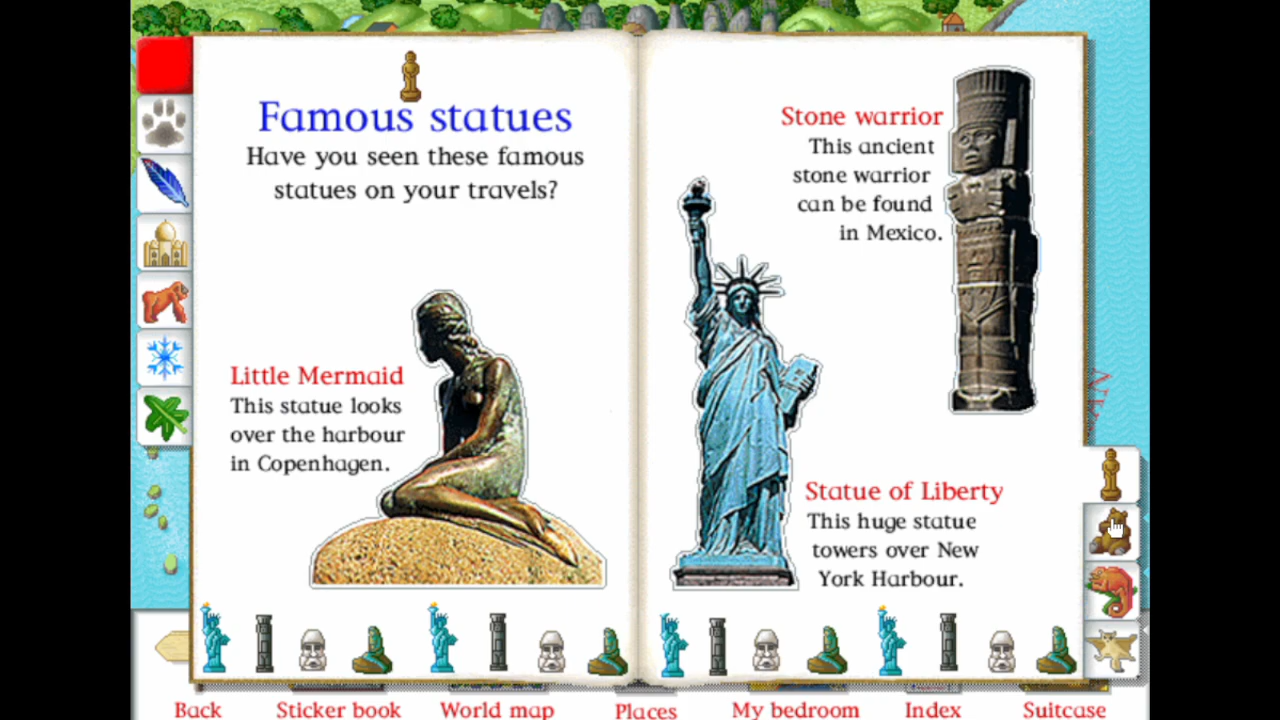 Famous statues
Have you seen these famous
statues on your travels?
Little Mermaid
This statue looks
over the harbour
in Copenhagen.
Stone warrior
This ancient
stone warrior
can be found
in Mexico.
Statue of Liberty
This huge statue
towers over New
York Harbour.
Back
Sticker book
World map
Places
My bedroom
Index
Suitcase